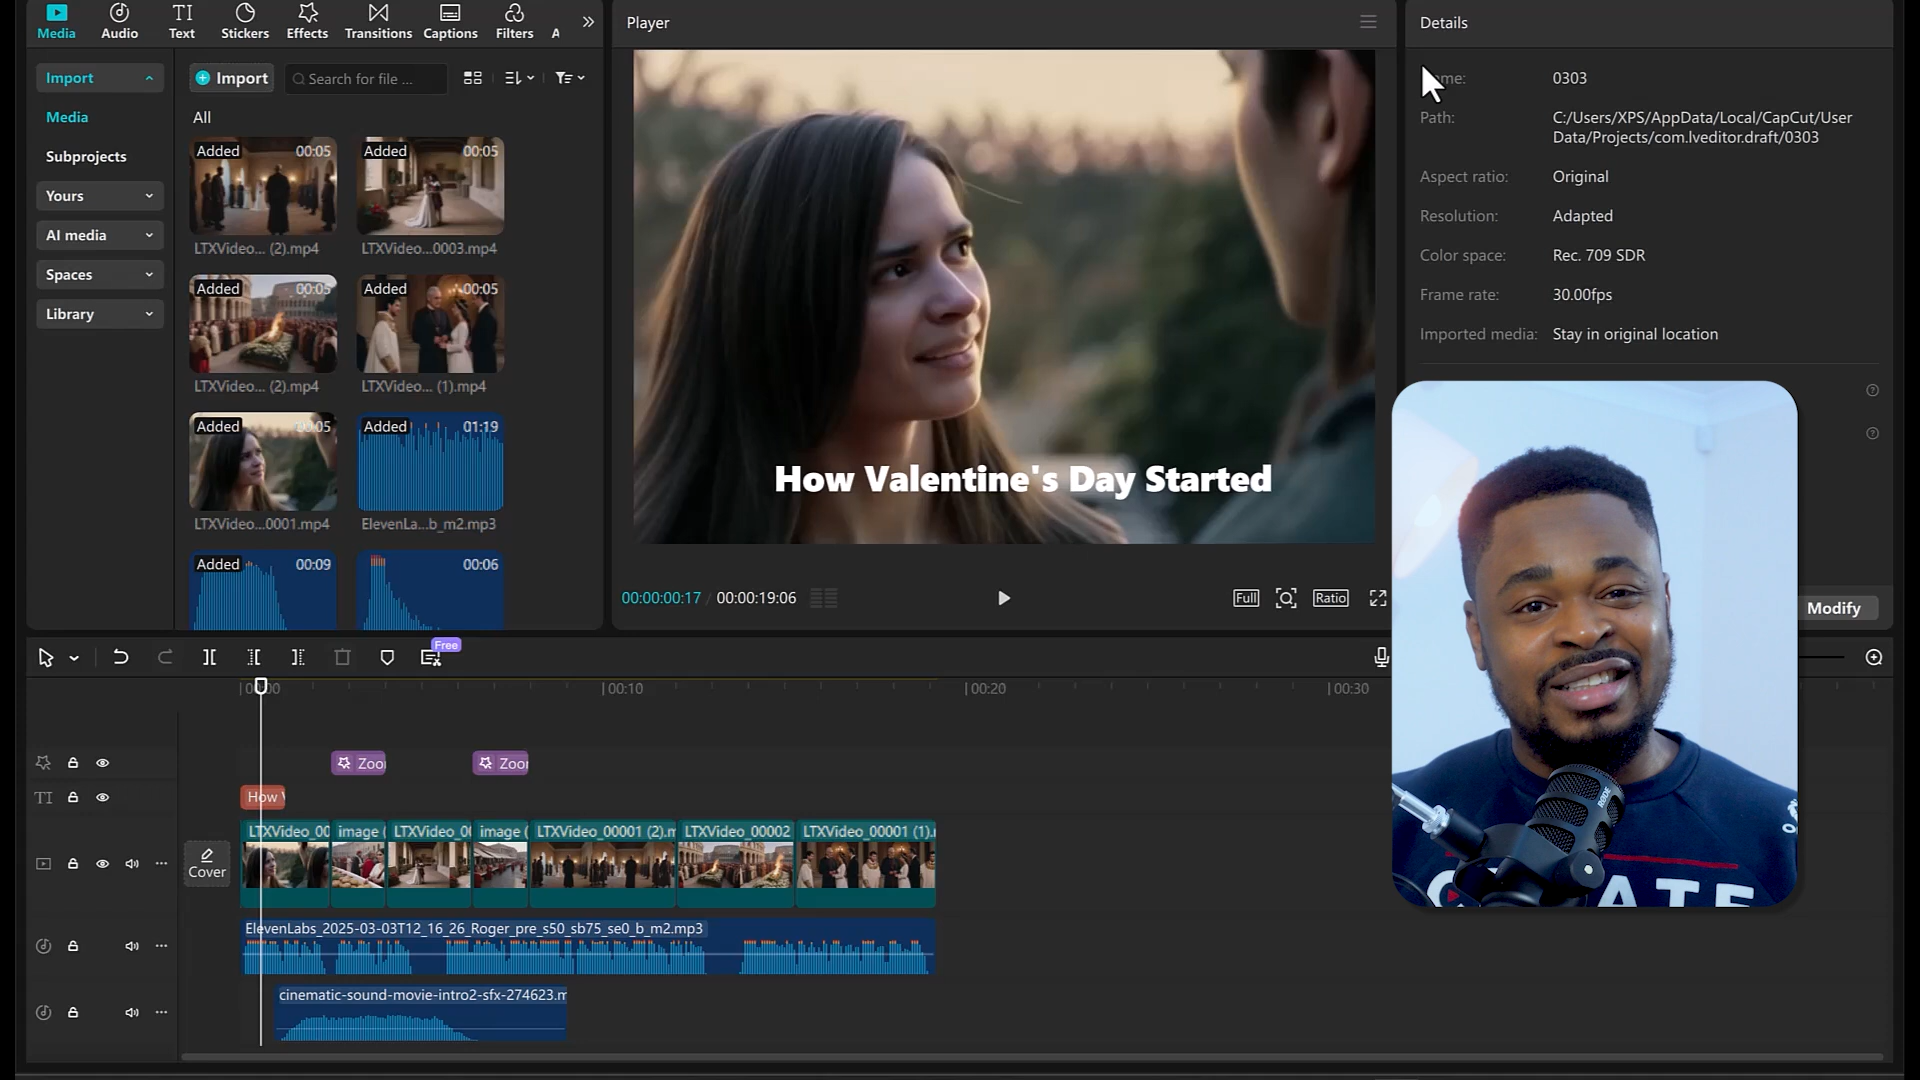 Media
Audio
Text
Stickers
Effects
Transitions
Captions
Filters
A
Import
Media
Subprojects
Yours
AI media
Spaces
Library
Import
Search for file ...
All
Added 00:05
LTXVideo... (2).mp4
Added 00:05
LTXVideo...0003.mp4
Added 00:05
LTXVideo... (2).mp4
Added 00:05
LTXVideo... (1).mp4
Added 00:05
LTXVideo...0001.mp4
Added 01:19
ElevenLa...b_m2.mp3
Added 00:09
00:06
Player
How Valentine's Day Started
00:00:00:17 / 00:00:19:06
Full
Ratio
Details
0303
Path:
C:/Users/XPS/AppData/Local/CapCut/User
Data/Projects/com.lveditor.draft/0303
Aspect ratio: Original
Resolution: Adapted
Color space: Rec. 709 SDR
Frame rate: 30.00fps
Imported media: Stay in original location
Modify
Free
00:10
00:20
00:30
Zoo
Zoo
How
Cover
LTXVideo_00
image (
LTXVideo_0
image (
LTXVideo_00001 (2).m
LTXVideo_00002
LTXVideo_00001 (1).
ElevenLabs_2025-03-03T12_16_26_Roger_pre_s50_sb75_se0_b_m2.mp3
cinematic-sound-movie-intro2-sfx-274623.m
RØDE